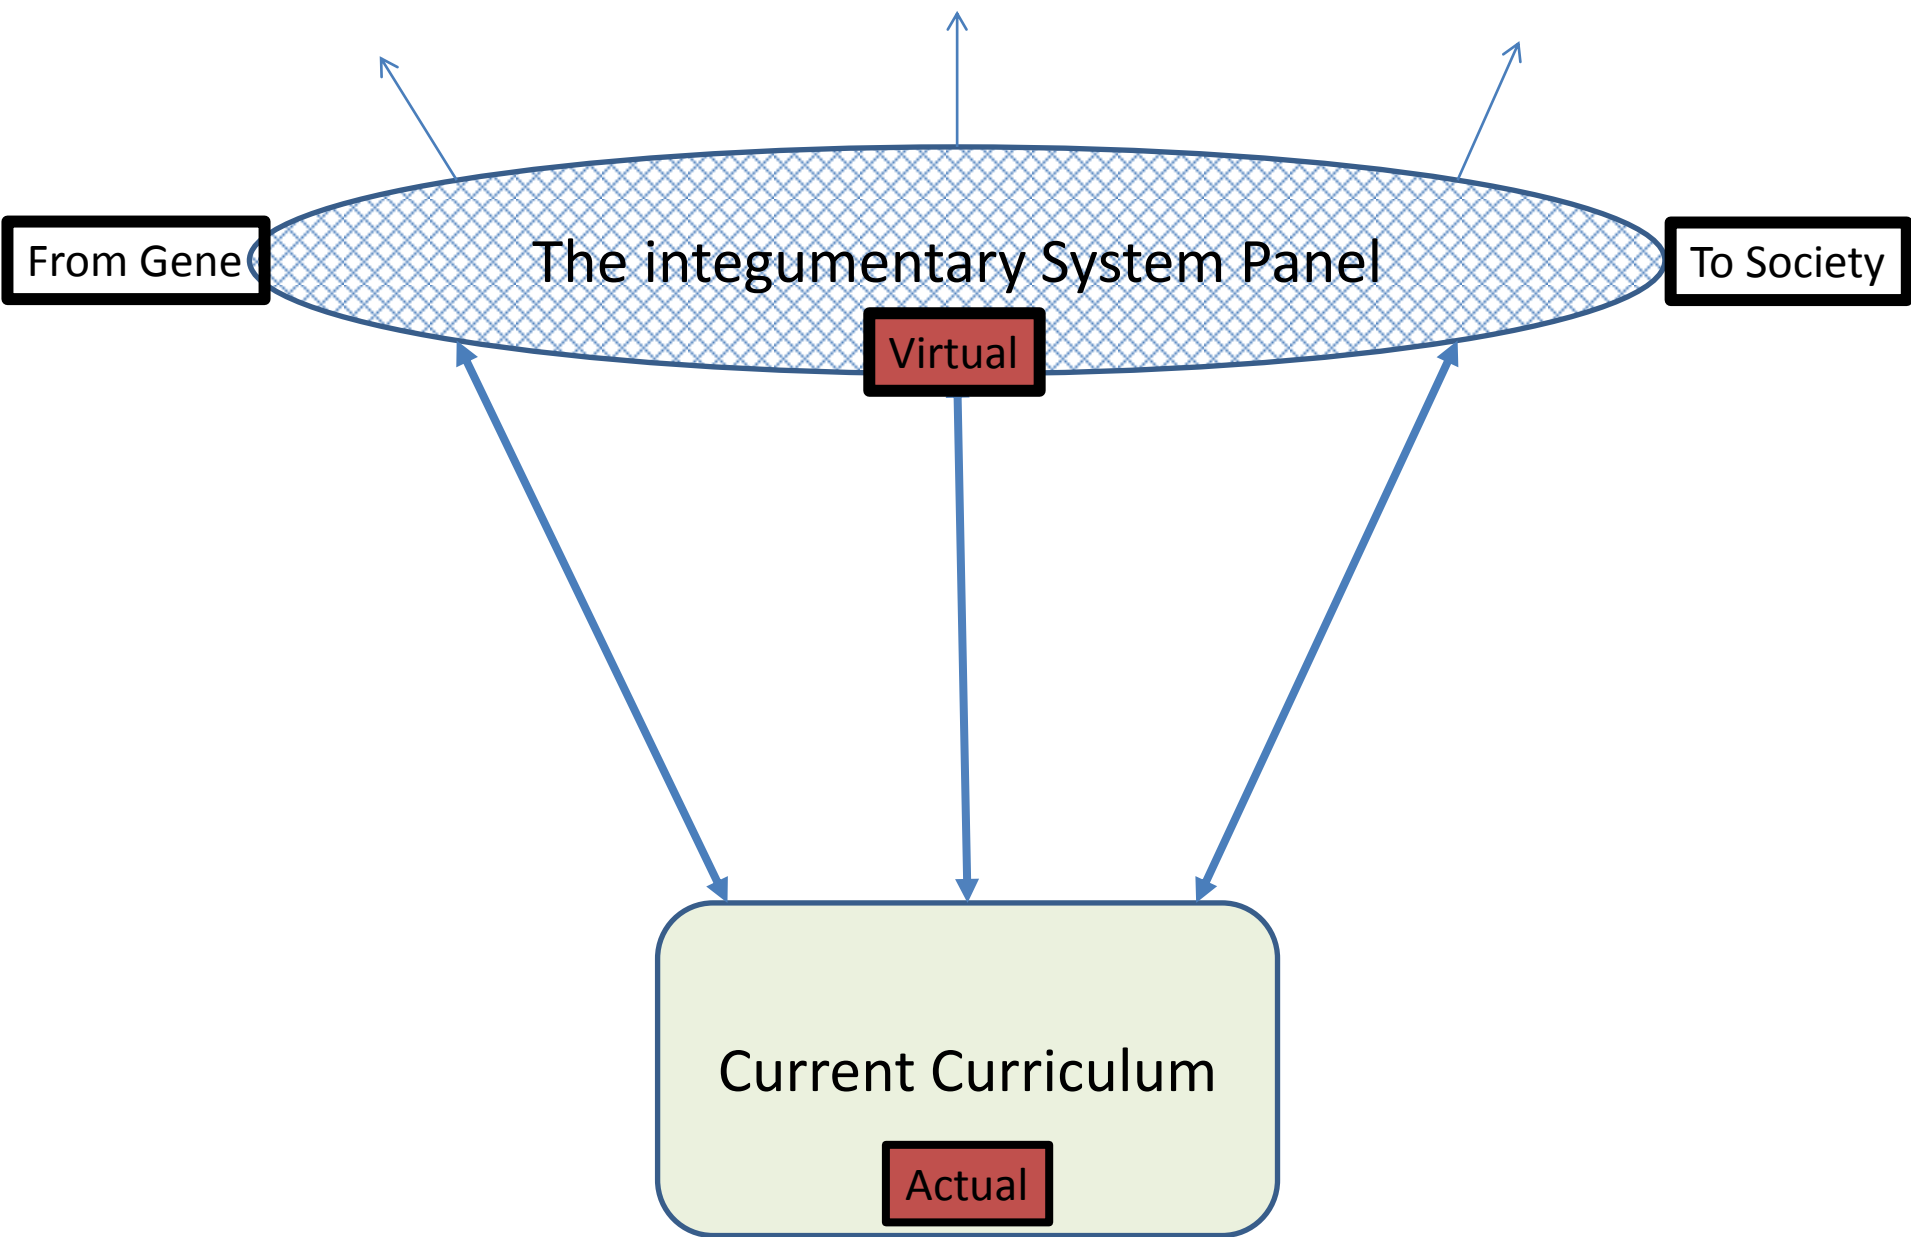 From Gene
The integumentary System Panel
To Society
Virtual
Current Curriculum
Actual